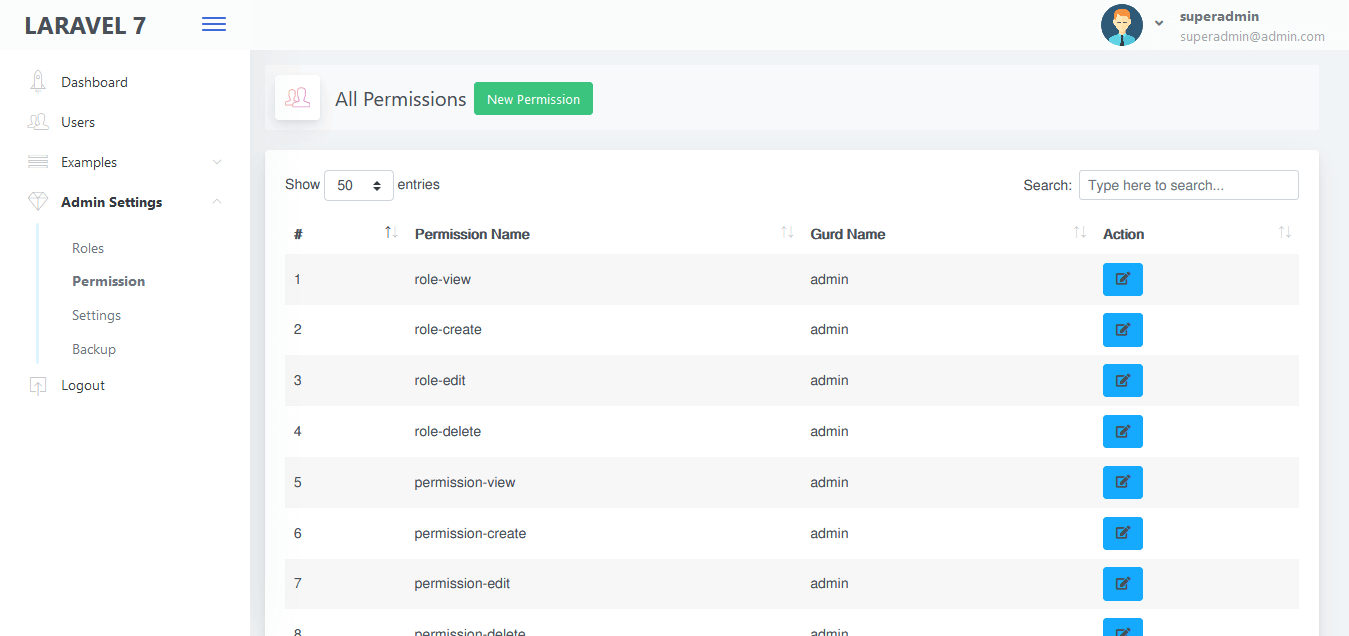 LARAVEL 7
superadmin
superadmin@admin.com
Dashboard
Users
Examples
Admin Settings
Roles
Permission
Settings
Backup
Logout
All Permissions New Permission
Show 50 entries Search: Type here to search...
# Permission Name Gurd Name Action
1 role-view admin
2 role-create admin
3 role-edit admin
4 role-delete admin
5 permission-view admin
6 permission-create admin
7 permission-edit admin
8 permission-delete admin